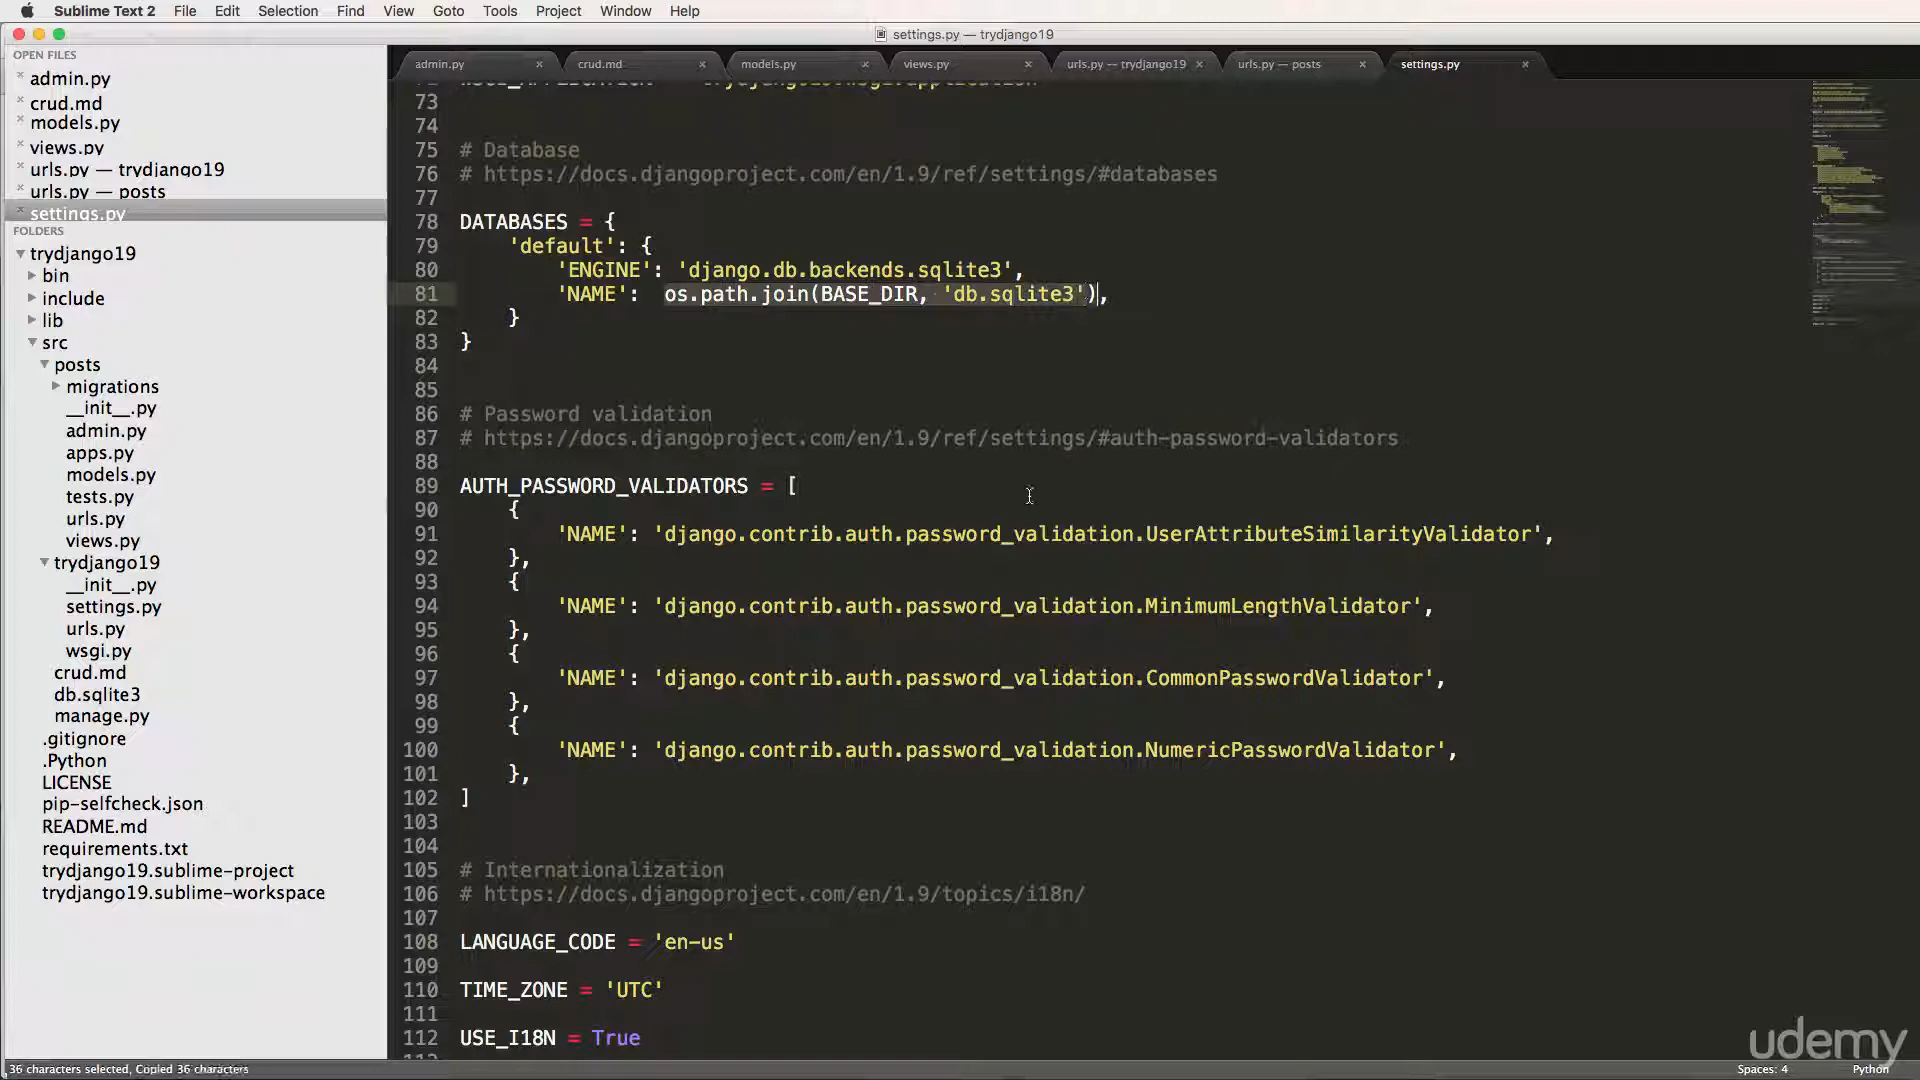 Sublime Text 2 File Edit Selection Find View Goto Tools Project Window Help
settings.py — trydjango19
OPEN FILES
admin.py
crud.md
models.py
views.py
urls.py — trydjango19
urls.py — posts
settings.py
FOLDERS
trydjango19
bin
include
lib
src
posts
migrations
__init__.py
admin.py
apps.py
models.py
tests.py
urls.py
views.py
trydjango19
__init__.py
settings.py
urls.py
wsgi.py
crud.md
db.sqlite3
manage.py
.gitignore
.Python
LICENSE
pip-selfcheck.json
README.md
requirements.txt
trydjango19.sublime-project
trydjango19.sublime-workspace
admin.py crud.md models.py views.py urls.py — trydjango19 urls.py — posts settings.py
73
74
75 # Database
76 # https://docs.djangoproject.com/en/1.9/ref/settings/#databases
77
78 DATABASES = {
79 'default': {
80 'ENGINE': 'django.db.backends.sqlite3',
81 'NAME': os.path.join(BASE_DIR, 'db.sqlite3'),
82 }
83 }
84
85
86 # Password validation
87 # https://docs.djangoproject.com/en/1.9/ref/settings/#auth-password-validators
88
89 AUTH_PASSWORD_VALIDATORS = [
90 {
91 'NAME': 'django.contrib.auth.password_validation.UserAttributeSimilarityValidator',
92 },
93 {
94 'NAME': 'django.contrib.auth.password_validation.MinimumLengthValidator',
95 },
96 {
97 'NAME': 'django.contrib.auth.password_validation.CommonPasswordValidator',
98 },
99 {
100 'NAME': 'django.contrib.auth.password_validation.NumericPasswordValidator',
101 },
102 ]
103
104
105 # Internationalization
106 # https://docs.djangoproject.com/en/1.9/topics/i18n/
107
108 LANGUAGE_CODE = 'en-us'
109
110 TIME_ZONE = 'UTC'
111
112 USE_I18N = True
udemy
36 characters selected, Copied 36 characters
Spaces: 4 Python